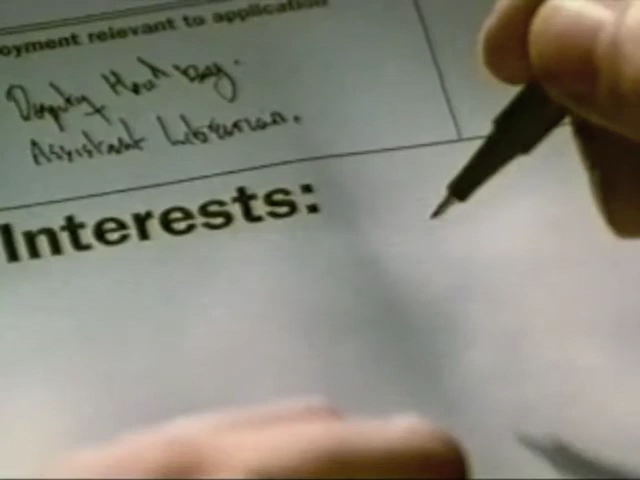 oyment relevant to application
Deputy Head boy.
Assistant Librarian.
Interests: